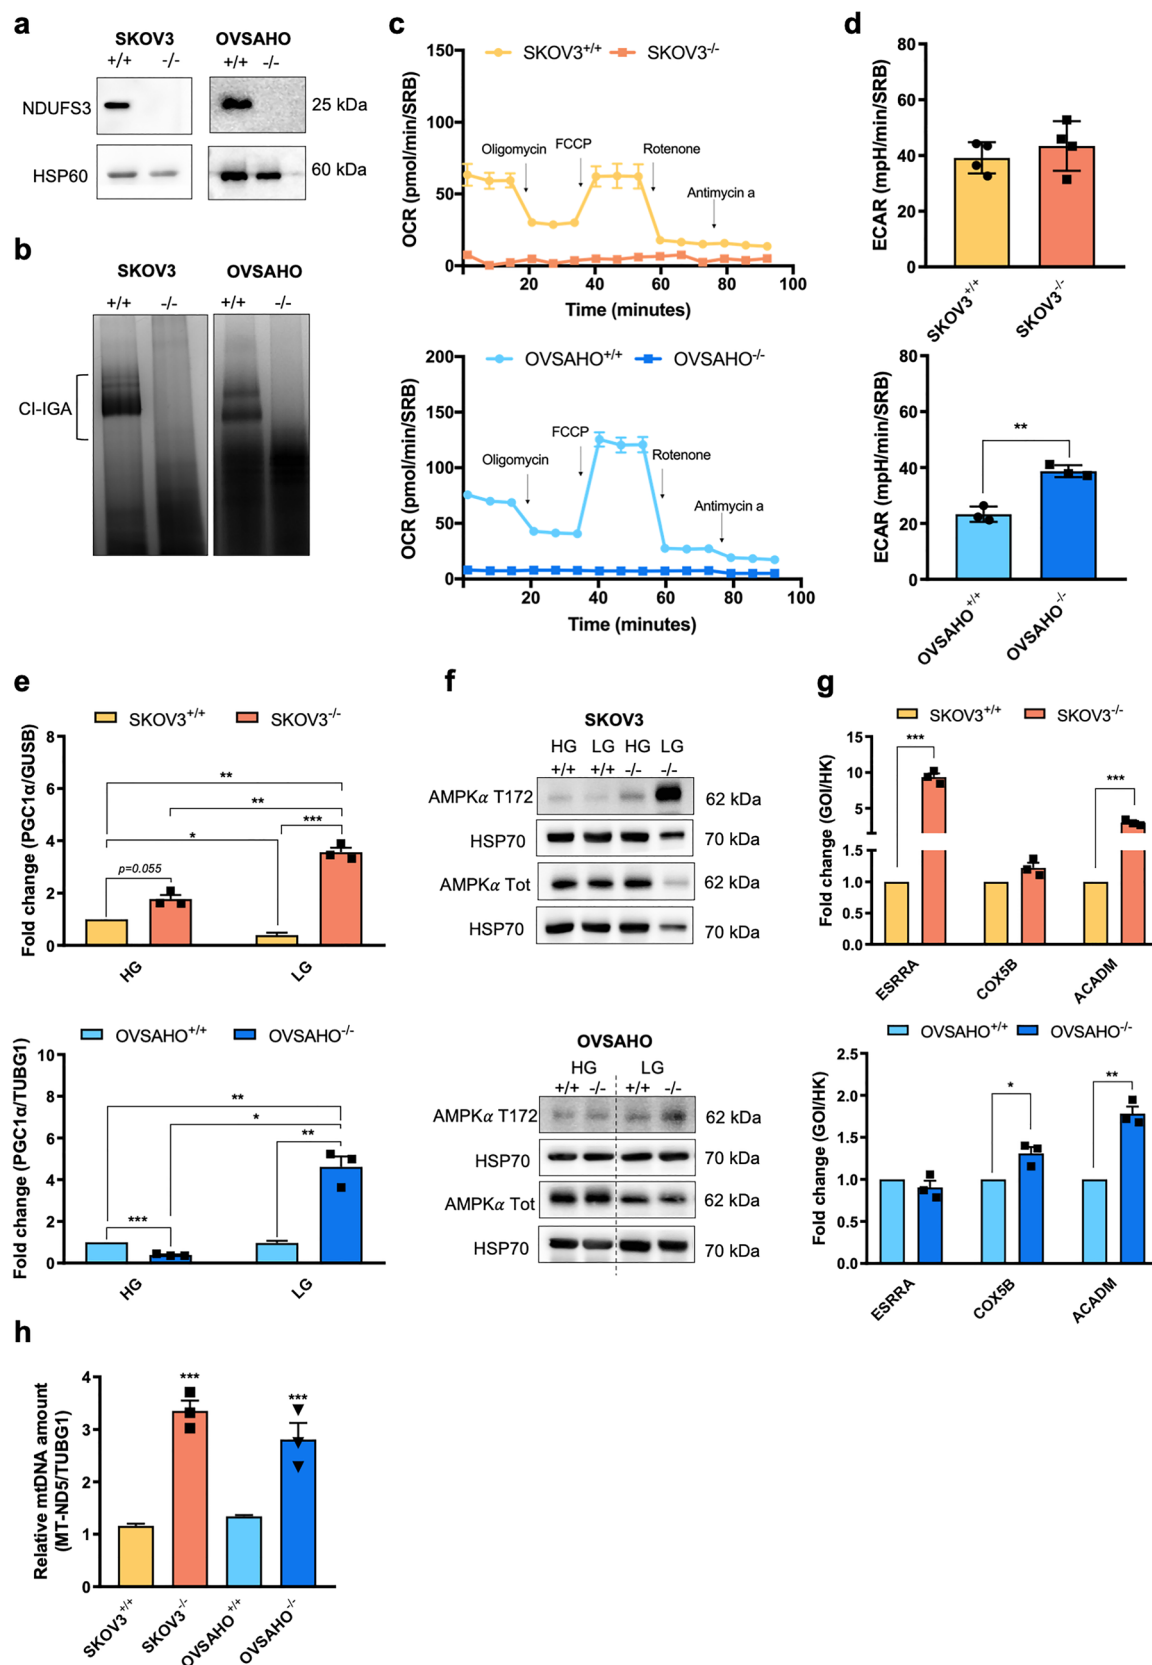 a
SKOV3 OVSAHO
+/+ -/- +/+ -/-
NDUFS3 25 kDa
HSP60 60 kDa
b
SKOV3 OVSAHO
+/+ -/- +/+ -/-
CI-IGA
c
SKOV3+/+ SKOV3-/-
OCR (pmol/min/SRB)
150
100
50
0
Oligomycin
FCCP
Rotenone
Antimycin a
20 40 60 80 100
Time (minutes)
OVSAHO+/+ OVSAHO-/-
OCR (pmol/min/SRB)
200
150
100
50
0
Oligomycin
FCCP
Rotenone
Antimycin a
20 40 60 80 100
Time (minutes)
d
ECAR (mpH/min/SRB)
80
60
40
20
0
SKOV3+/+ SKOV3-/-
ECAR (mpH/min/SRB)
80
60
40
20
0
**
OVSAHO+/+ OVSAHO-/-
e
SKOV3+/+ SKOV3-/-
Fold change (PGC1α/GUSB)
8
6
4
2
0
**
**
***
*
p=0.055
HG LG
OVSAHO+/+ OVSAHO-/-
Fold change (PGC1α/TUBG1)
10
8
6
4
2
0
**
*
**
***
HG LG
f
SKOV3
HG LG HG LG
+/+ +/+ -/- -/-
AMPKα T172 62 kDa
HSP70 70 kDa
AMPKα Tot 62 kDa
HSP70 70 kDa
OVSAHO
HG LG
+/+ -/- +/+ -/-
AMPKα T172 62 kDa
HSP70 70 kDa
AMPKα Tot 62 kDa
HSP70 70 kDa
g
SKOV3+/+ SKOV3-/-
Fold change (GOI/HK)
15
10
5
1.5
1.0
0.5
0.0
***
***
ESRRA COX5B ACADM
OVSAHO+/+ OVSAHO-/-
Fold change (GOI/HK)
2.5
2.0
1.5
1.0
0.5
0.0
*
**
ESRRA COX5B ACADM
h
Relative mtDNA amount
(MT-ND5/TUBG1)
4
3
2
1
0
***
***
SKOV3+/+ SKOV3-/- OVSAHO+/+ OVSAHO-/-